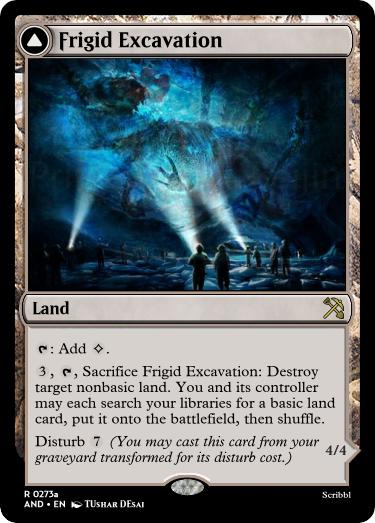 Frigid Excavation
Land
: Add .
3, , Sacrifice Frigid Excavation: Destroy
target nonbasic land. You and its controller
may each search your libraries for a basic land
card, put it onto the battlefield, then shuffle.
Disturb 7 (You may cast this card from your
graveyard transformed for its disturb cost.)
4/4
R 0273a
AND • EN TUshar DEsai
Scribbl